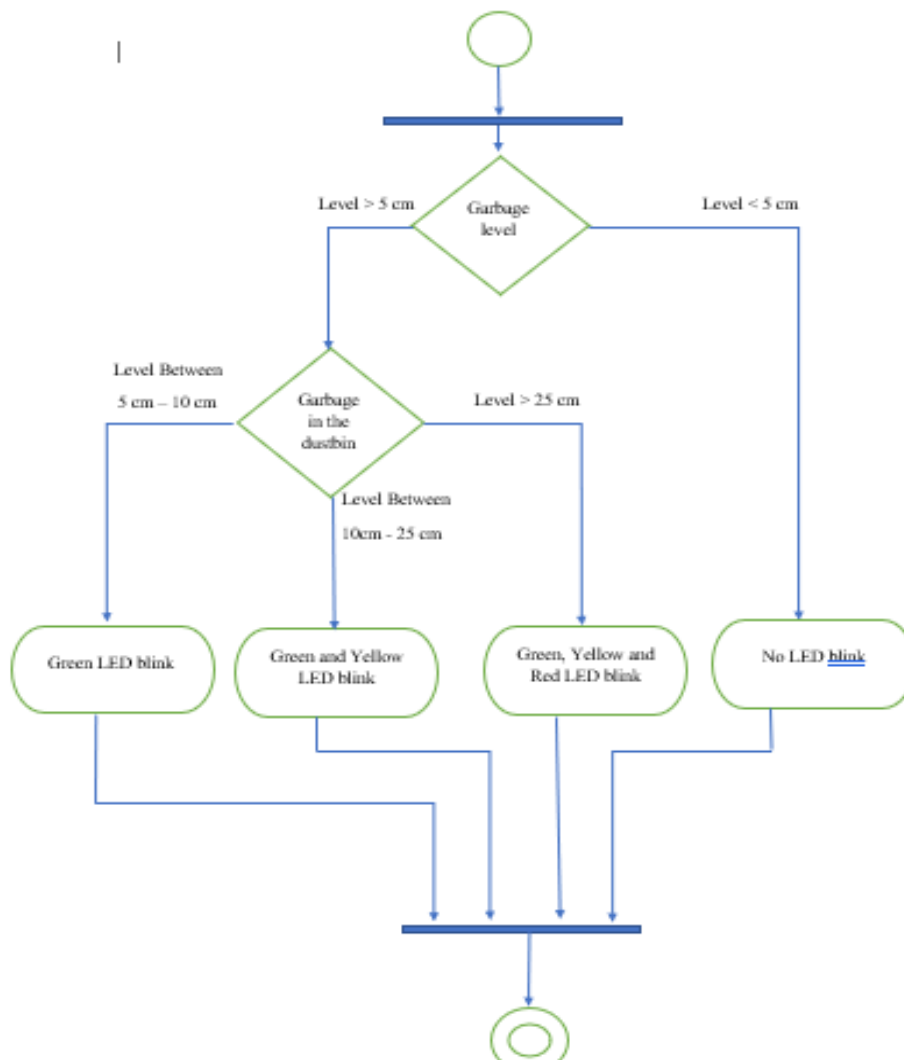 Level > 5 cm
Garbage
level
Level < 5 cm
Level Between
5 cm – 10 cm
Garbage
in the
dustbin
Level > 25 cm
Level Between
10cm - 25 cm
Green LED blink
Green and Yellow
LED blink
Green, Yellow and
Red LED blink
No LED blink